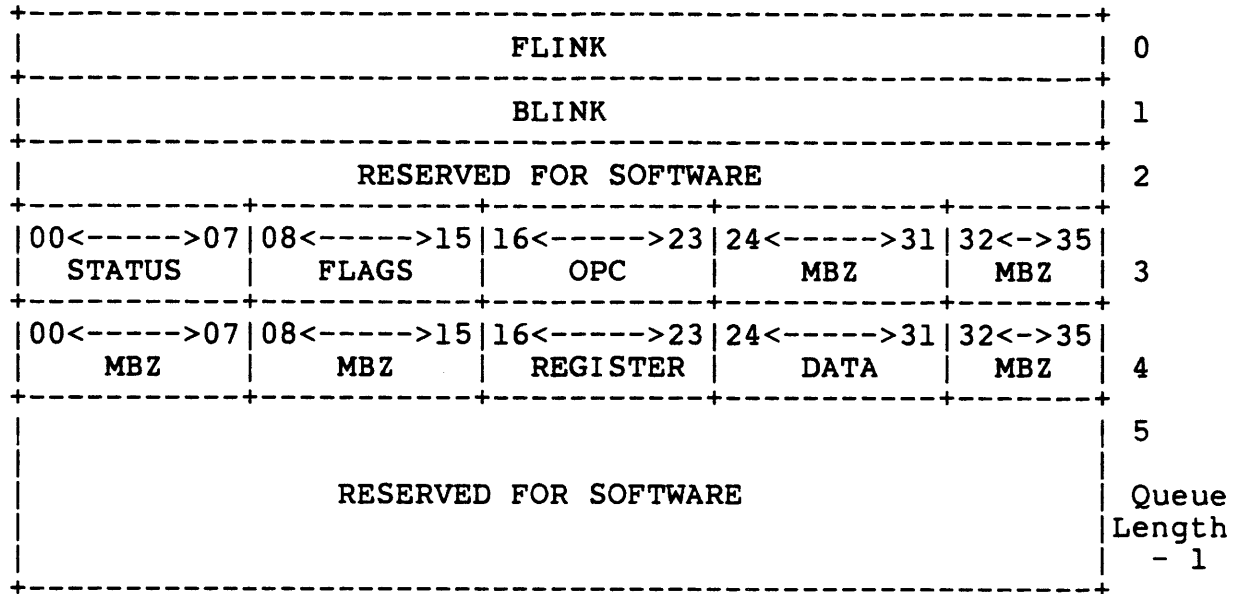 +-----------------------------------------------------------------------+
| FLINK | 0
+-----------------------------------------------------------------------+
| BLINK | 1
+-----------------------------------------------------------------------+
| RESERVED FOR SOFTWARE | 2
+---------------+---------------+---------------+---------------+-------+
|00<----->07|08<----->15|16<----->23|24<----->31|32<->35|
| STATUS | FLAGS | OPC | MBZ | MBZ | 3
+---------------+---------------+---------------+---------------+-------+
|00<----->07|08<----->15|16<----->23|24<----->31|32<->35|
| MBZ | MBZ | REGISTER | DATA | MBZ | 4
+---------------+---------------+---------------+---------------+-------+
| | 5
| RESERVED FOR SOFTWARE | Queue
| |Length
| | - 1
+-----------------------------------------------------------------------+